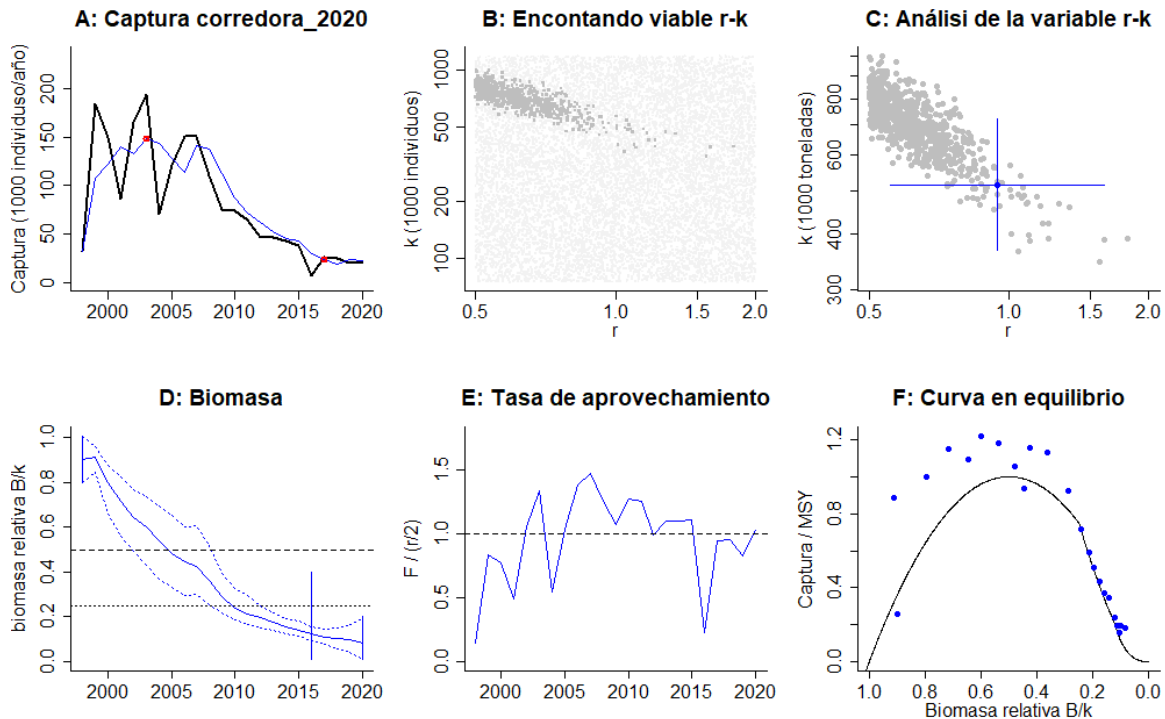 A: Captura corredora_2020
Captura (1000 individuso/año)
0 50 100 150 200
2000 2005 2010 2015 2020
B: Encontando viable r-k
k (1000 individuos)
100 200 500 1000
0.5 1.0 2.0
r
C: Análisi de la variable r-k
k (1000 toneladas)
300 400 600 800
0.5 1.0 2.0
r
D: Biomasa
biomasa relativa B/k
0.0 0.2 0.4 0.6 0.8 1.0
2000 2005 2010 2015 2020
E: Tasa de aprovechamiento
F / (r/2)
0.0 0.5 1.0 1.5
2000 2005 2010 2015 2020
F: Curva en equilibrio
Captura / MSY
0.0 0.4 0.8 1.2
1.0 0.8 0.6 0.4 0.2 0.0
Biomasa relativa B/k